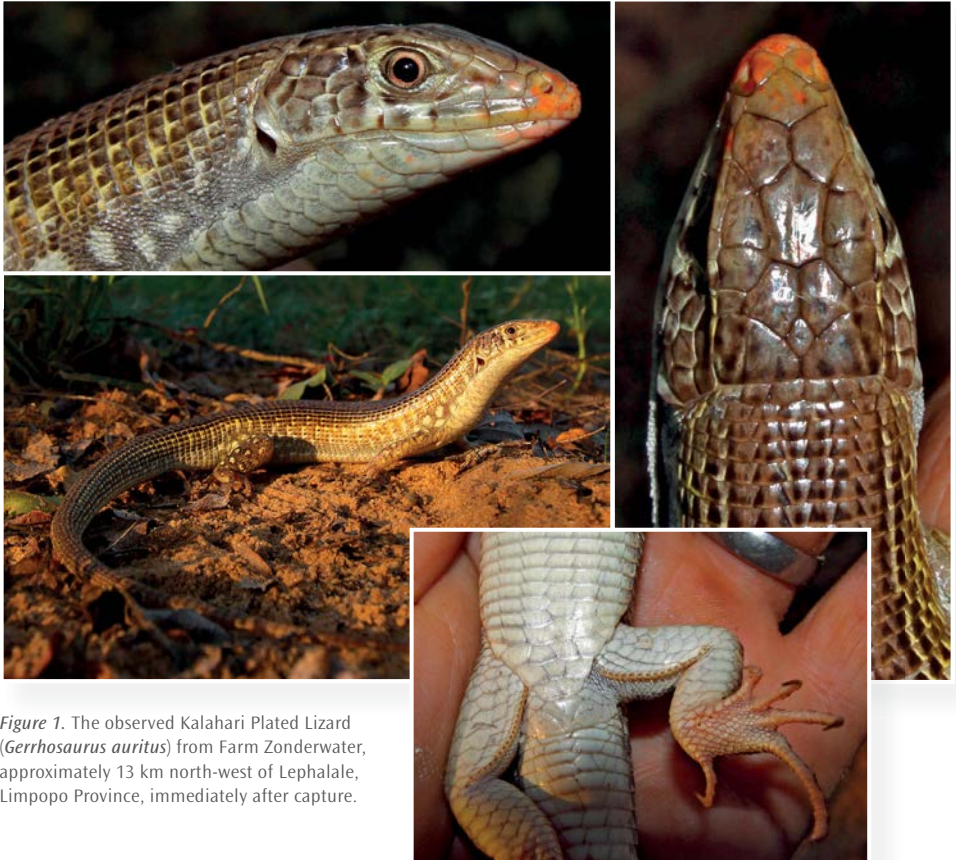 Figure 1. The observed Kalahari Plated Lizard
(Gerrhosaurus auritus) from Farm Zonderwater,
approximately 13 km north-west of Lephalale,
Limpopo Province, immediately after capture.